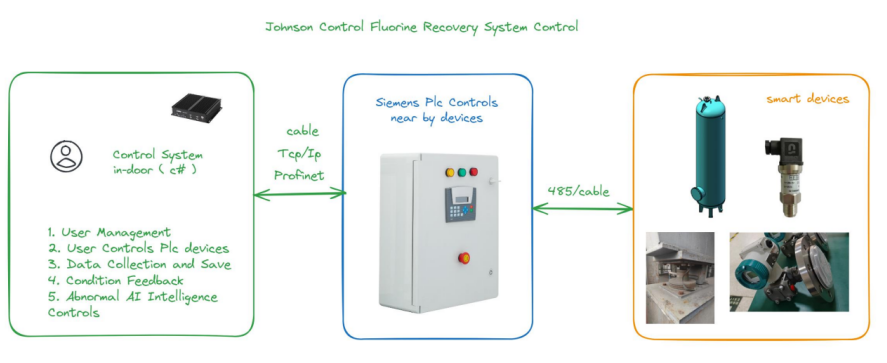 Johnson Control Fluorine Recovery System Control
Control System
in-door ( c# )
1. User Management
2. User Controls Plc devices
3. Data Collection and Save
4. Condition Feedback
5. Abnormal AI Intelligence
Controls
cable
Tcp/Ip
Profinet
Siemens Plc Controls
near by devices
485/cable
smart devices